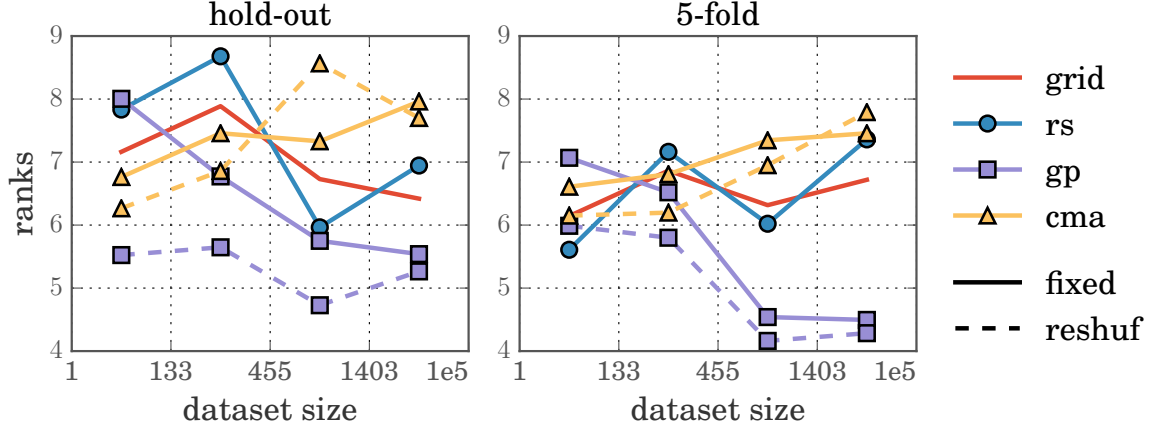 hold-out
5-fold
9
8
7
6
5
4
ranks
1 133 455 1403 1e5
1 133 455 1403 1e5
dataset size
dataset size
9
8
7
6
5
4
grid
rs
gp
cma
fixed
reshuf